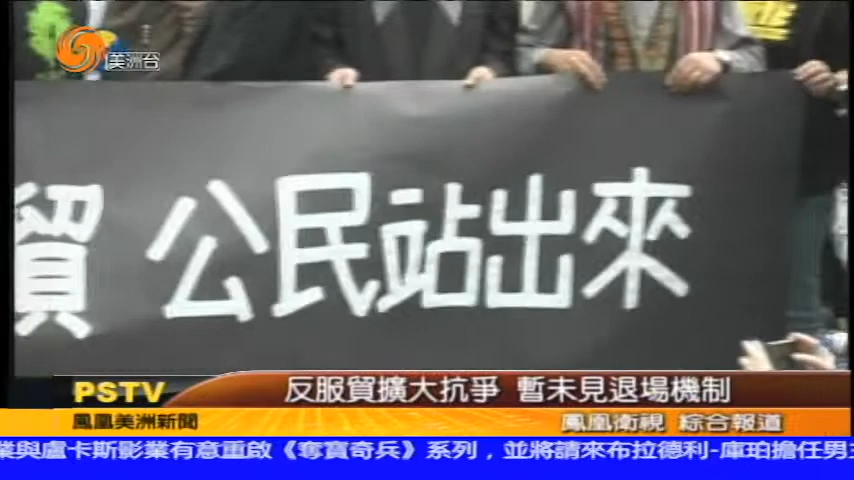 美洲台
貿 公民站出來
PSTV
反服貿擴大抗爭 暫未見退場機制
鳳凰美洲新聞
鳳凰衛視 綜合報道
業與盧卡斯影業有意重啟《奪寶奇兵》系列，並將請來布拉德利-庫珀擔任男主